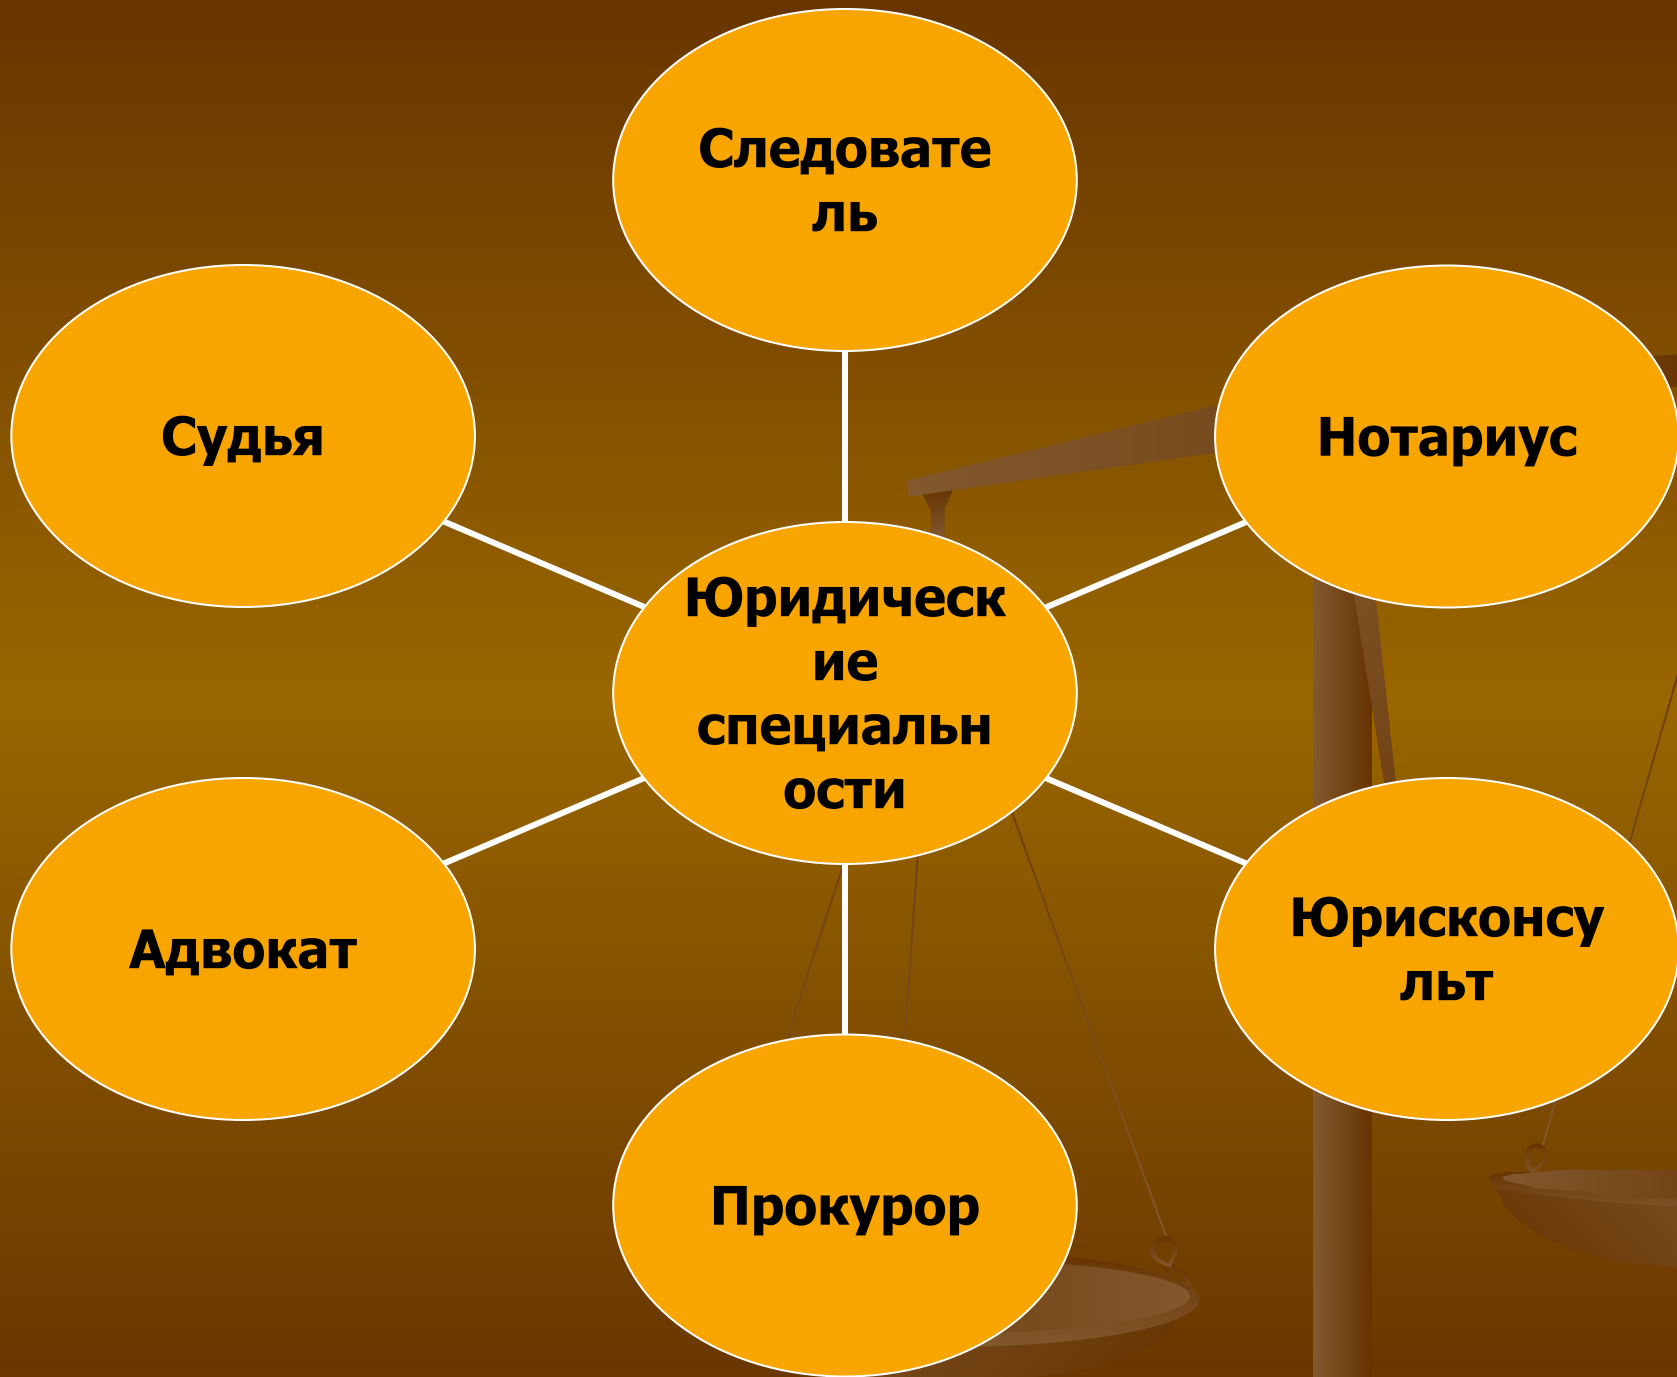 Следовате
ль
Судья
Нотариус
Юридическ
ие
специальн
ости
Адвокат
Юрисконсу
льт
Прокурор